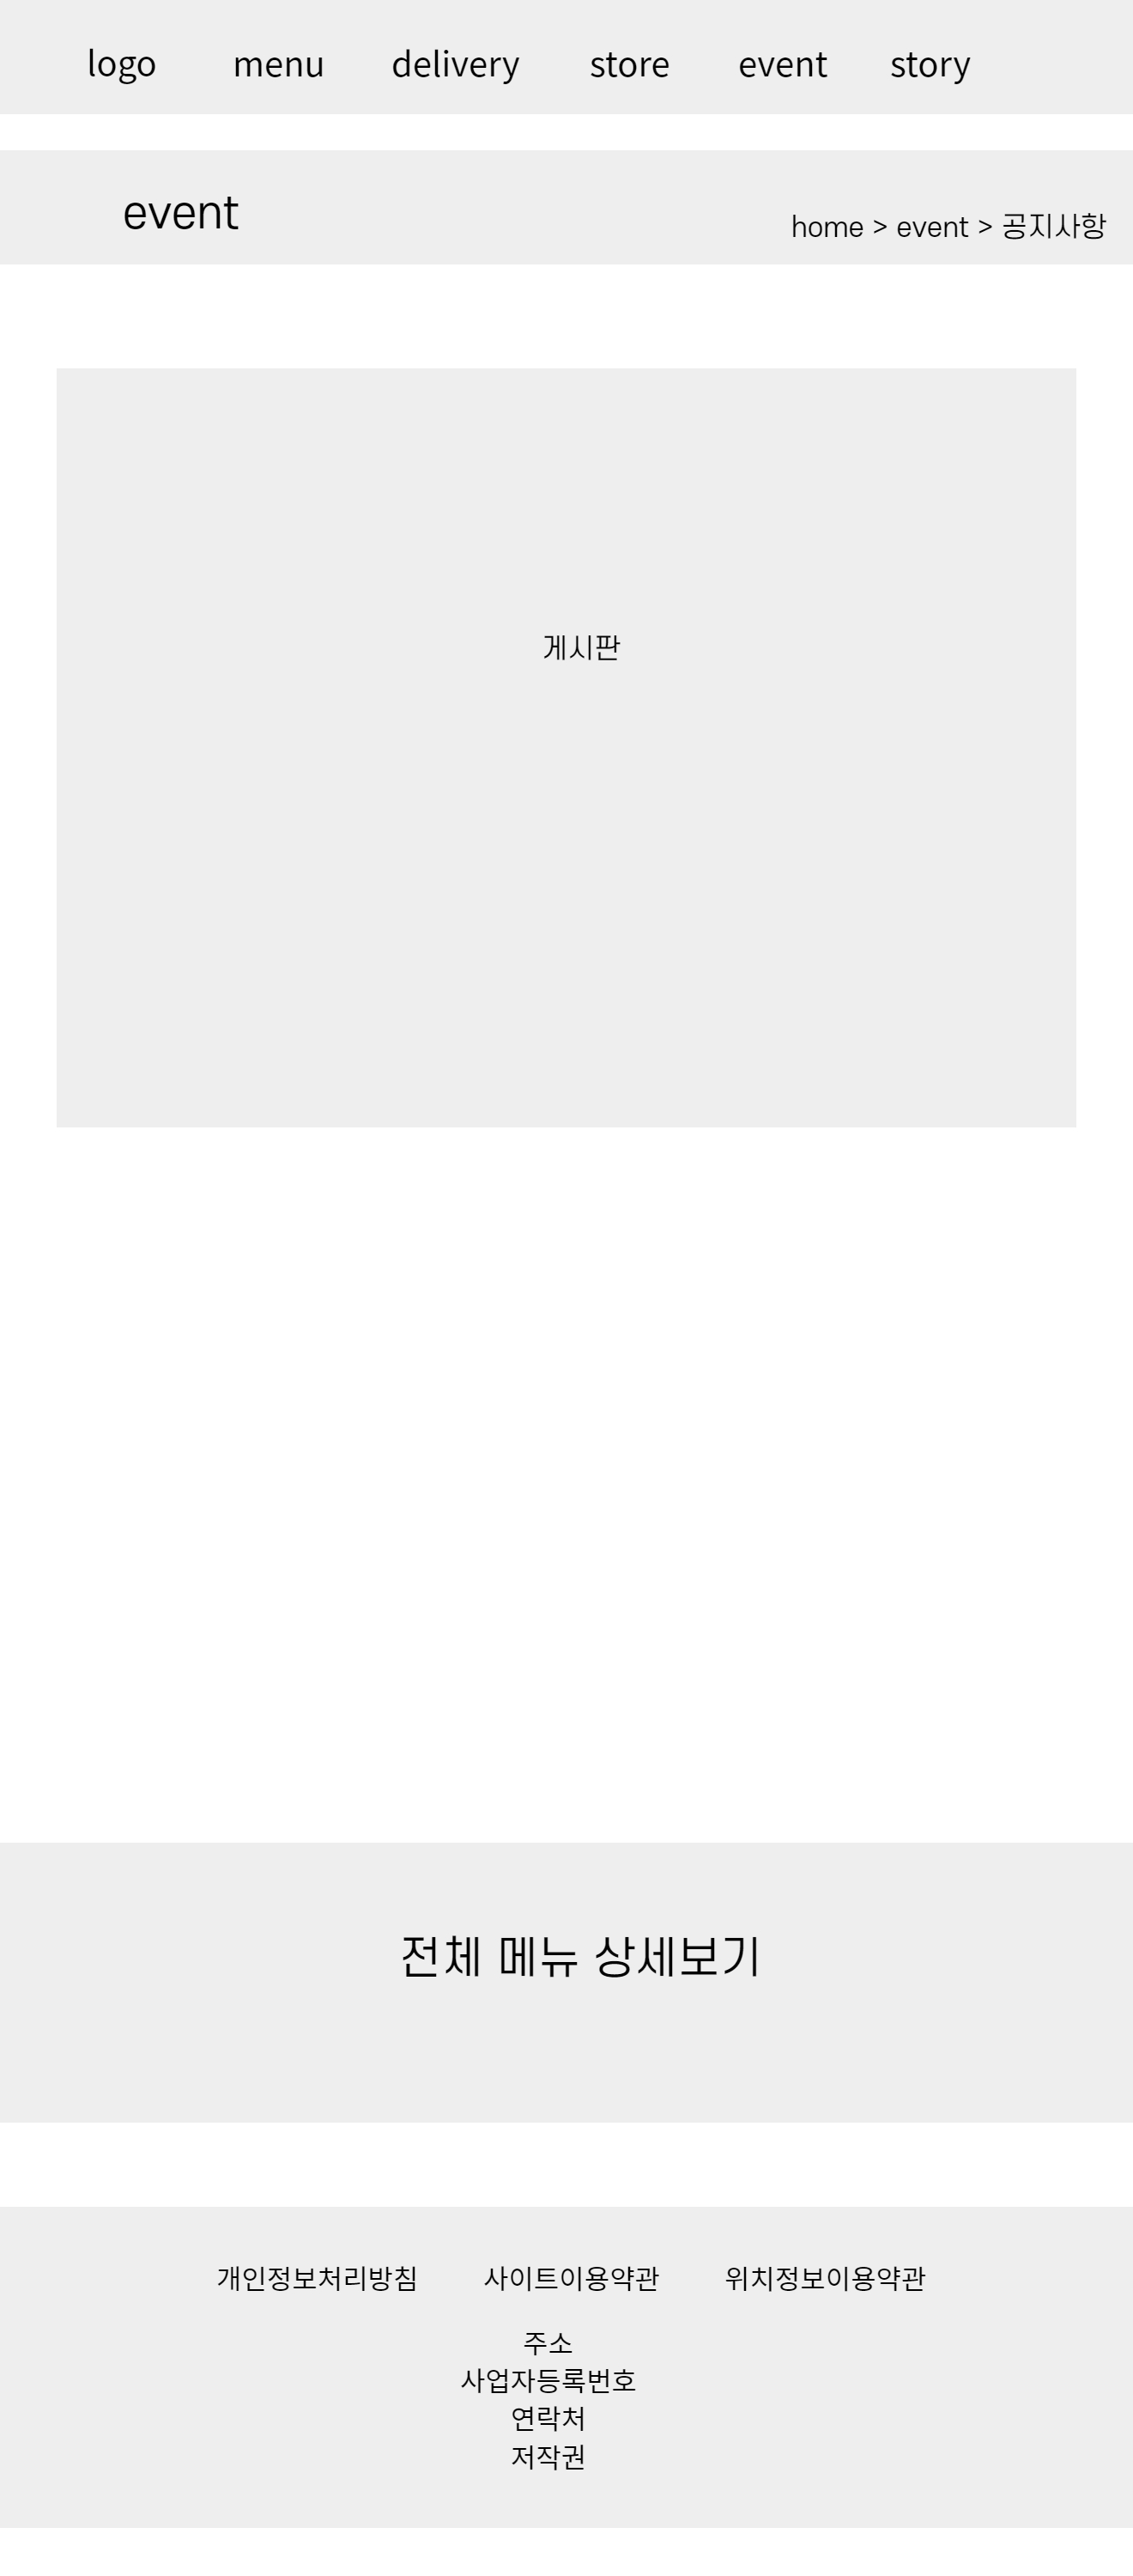 logo menu delivery store event story
event
home > event > 공지사항
게시판
전체 메뉴 상세보기
개인정보처리방침 사이트이용약관 위치정보이용약관
주소
사업자등록번호
연락처
저작권